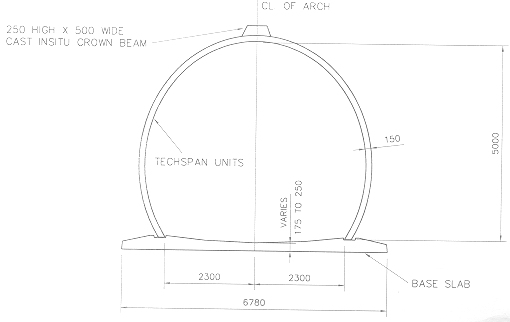 CL OF ARCH
250 HIGH X 500 WIDE
CAST INSITU CROWN BEAM
150
5000
TECHSPAN UNITS
VARIES
175 TO 250
2300
2300
BASE SLAB
6780